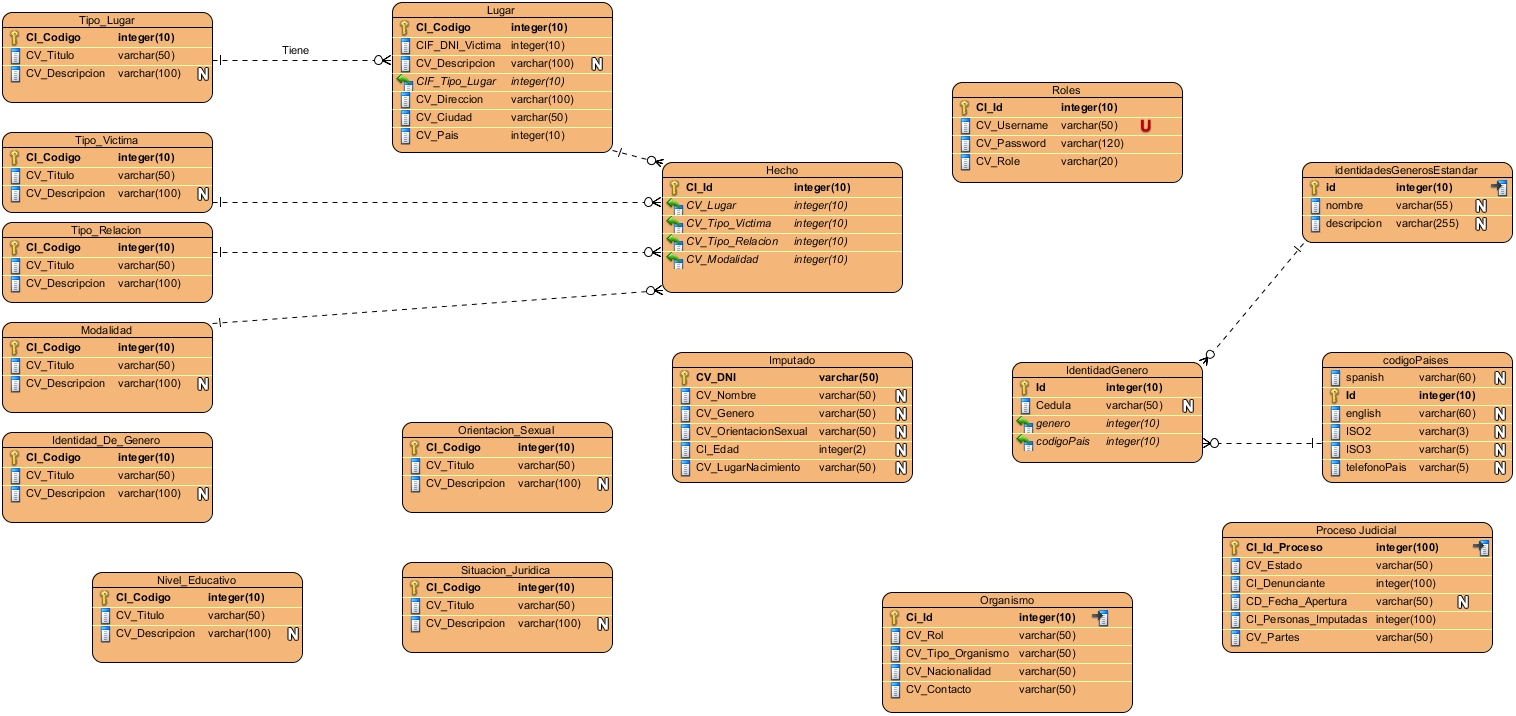 Tipo_Lugar
CI_Codigo integer(10)
CV_Titulo varchar(50)
CV_Descripcion varchar(100) N
Tiene
Lugar
CI_Codigo integer(10)
CIF_DNI_Victima integer(10)
CV_Descripcion varchar(100) N
CIF_Tipo_Lugar integer(10)
CV_Direccion varchar(100)
CV_Ciudad varchar(50)
CV_Pais integer(10)
Tipo_Victima
CI_Codigo integer(10)
CV_Titulo varchar(50)
CV_Descripcion varchar(100) N
Tipo_Relacion
CI_Codigo integer(10)
CV_Titulo varchar(50)
CV_Descripcion varchar(100)
Hecho
CI_Id integer(10)
CV_Lugar integer(10)
CV_Tipo_Victima integer(10)
CV_Tipo_Relacion integer(10)
CV_Modalidad integer(10)
Roles
CI_Id integer(10)
CV_Username varchar(50) U
CV_Password varchar(120)
CV_Role varchar(20)
identidadesGenerosEstandar
id integer(10)
nombre varchar(55) N
descripcion varchar(255) N
Modalidad
CI_Codigo integer(10)
CV_Titulo varchar(50)
CV_Descripcion varchar(100) N
Imputado
CV_DNI varchar(50)
CV_Nombre varchar(50) N
CV_Genero varchar(50) N
CV_OrientacionSexual varchar(50) N
CI_Edad integer(2) N
CV_LugarNacimiento varchar(50) N
IdentidadGenero
Id integer(10)
Cedula varchar(50) N
genero integer(10)
codigoPais integer(10)
codigoPaises
spanish varchar(60) N
Id integer(10)
english varchar(60) N
ISO2 varchar(3) N
ISO3 varchar(5) N
telefonoPais varchar(5) N
Identidad_De_Genero
CI_Codigo integer(10)
CV_Titulo varchar(50)
CV_Descripcion varchar(100) N
Orientacion_Sexual
CI_Codigo integer(10)
CV_Titulo varchar(50)
CV_Descripcion varchar(100) N
Nivel_Educativo
CI_Codigo integer(10)
CV_Titulo varchar(50)
CV_Descripcion varchar(100) N
Situacion_Juridica
CI_Codigo integer(10)
CV_Titulo varchar(50)
CV_Descripcion varchar(100) N
Organismo
CI_Id integer(10)
CV_Rol varchar(50)
CV_Tipo_Organismo varchar(50)
CV_Nacionalidad varchar(50)
CV_Contacto varchar(50)
Proceso Judicial
CI_Id_Proceso integer(100)
CV_Estado varchar(50)
CI_Denunciante integer(100)
CD_Fecha_Apertura varchar(50) N
CI_Personas_Imputadas integer(100)
CV_Partes varchar(50)